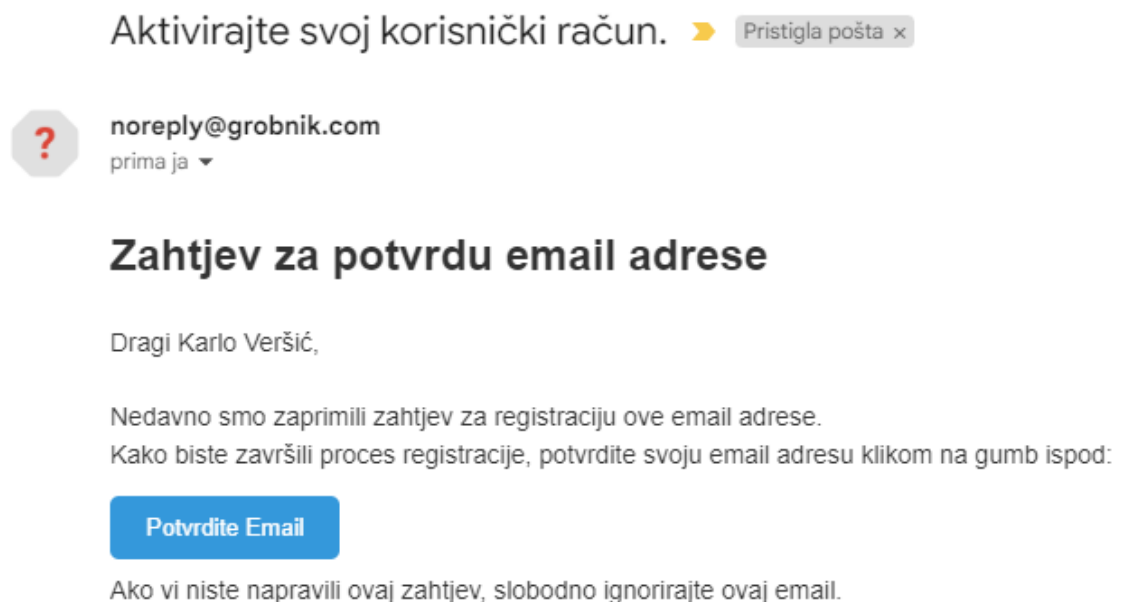 Aktivirajte svoj korisnički račun. Pristigla pošta ×
?
noreply@grobnik.com
prima ja
Zahtjev za potvrdu email adrese
Dragi Karlo Veršić,
Nedavno smo zaprimili zahtjev za registraciju ove email adrese.
Kako biste završili proces registracije, potvrdite svoju email adresu klikom na gumb ispod:
Potvrdite Email
Ako vi niste napravili ovaj zahtjev, slobodno ignorirajte ovaj email.